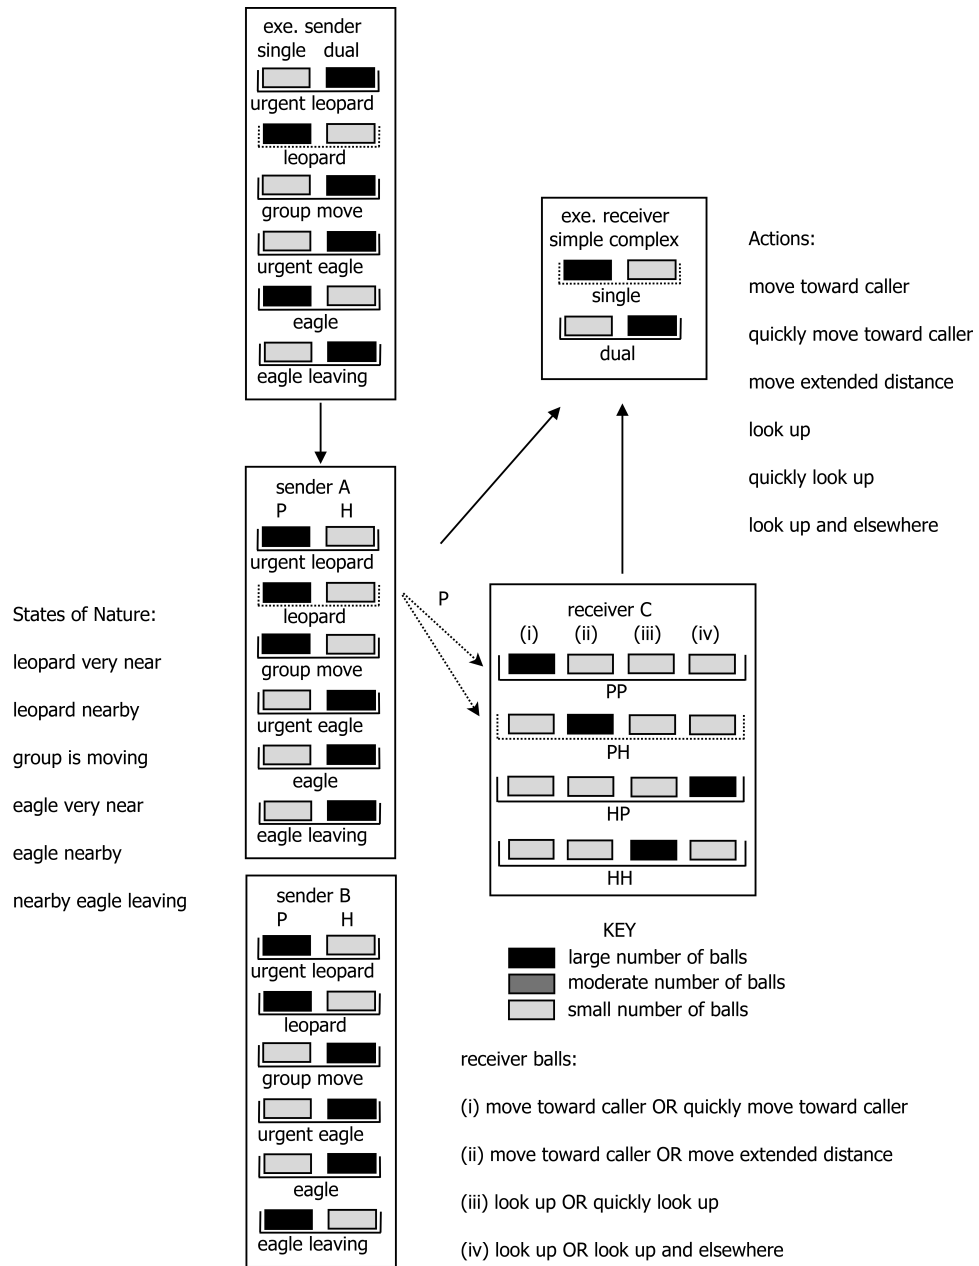 exe. sender
single dual
urgent leopard
leopard
group move
urgent eagle
eagle
eagle leaving
sender A
P H
urgent leopard
leopard
group move
urgent eagle
eagle
eagle leaving
sender B
P H
urgent leopard
leopard
group move
urgent eagle
eagle
eagle leaving
States of Nature:
leopard very near
leopard nearby
group is moving
eagle very near
eagle nearby
nearby eagle leaving
P
exe. receiver
simple complex
single
dual
Actions:
move toward caller
quickly move toward caller
move extended distance
look up
quickly look up
look up and elsewhere
receiver C
(i) (ii) (iii) (iv)
PP
PH
HP
HH
KEY
large number of balls
moderate number of balls
small number of balls
receiver balls:
(i) move toward caller OR quickly move toward caller
(ii) move toward caller OR move extended distance
(iii) look up OR quickly look up
(iv) look up OR look up and elsewhere